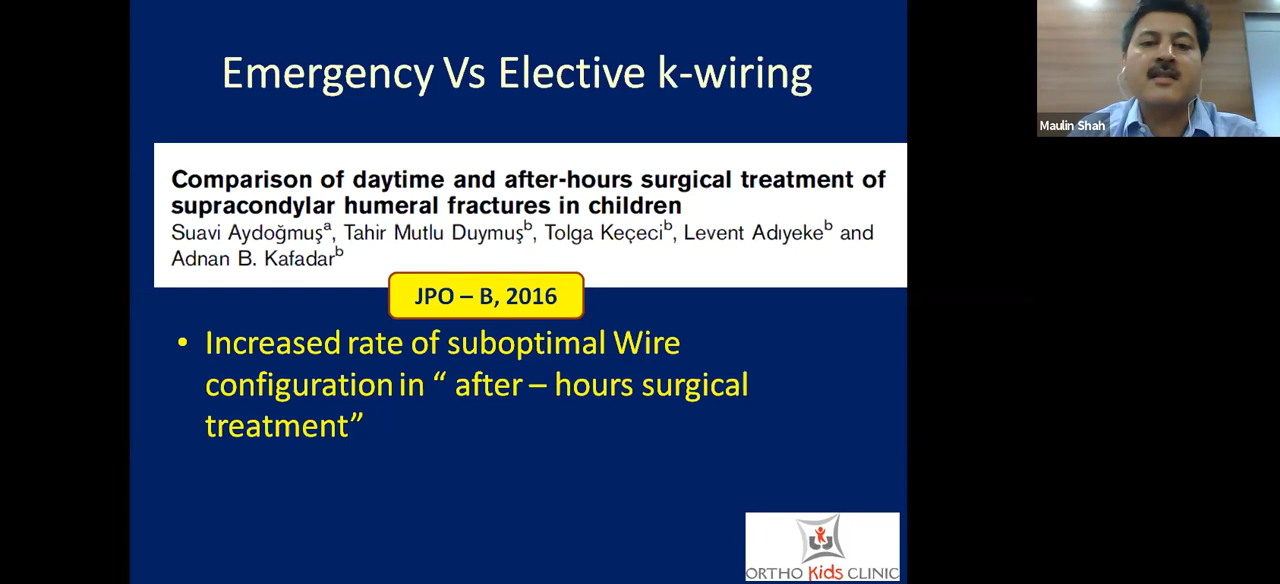 Emergency Vs Elective k-wiring
Comparison of daytime and after-hours surgical treatment of
supracondylar humeral fractures in children
Suavi Aydoğmuşᵃ, Tahir Mutlu Duymuşᵇ, Tolga Keçeciᵇ, Levent Adıyekeᵇ and
Adnan B. Kafadarᵇ
JPO – B, 2016
• Increased rate of suboptimal Wire
configuration in “ after – hours surgical
treatment”
ORTHO Kids CLINIC
Maulin Shah